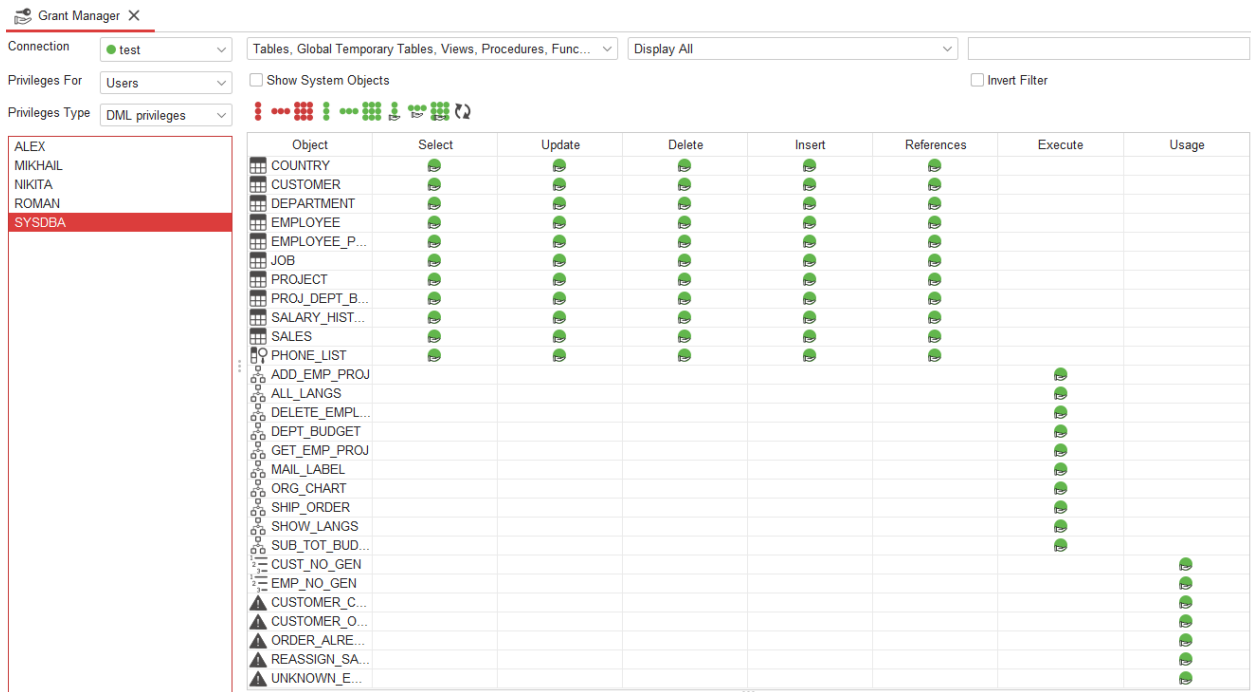 Grant Manager
Connection test Tables, Global Temporary Tables, Views, Procedures, Func... Display All
Privileges For Users Show System Objects Invert Filter
Privileges Type DML privileges
ALEX
MIKHAIL
NIKITA
ROMAN
SYSDBA
Object Select Update Delete Insert References Execute Usage
COUNTRY
CUSTOMER
DEPARTMENT
EMPLOYEE
EMPLOYEE_P...
JOB
PROJECT
PROJ_DEPT_B...
SALARY_HIST...
SALES
PHONE_LIST
ADD_EMP_PROJ
ALL_LANGS
DELETE_EMPL...
DEPT_BUDGET
GET_EMP_PROJ
MAIL_LABEL
ORG_CHART
SHIP_ORDER
SHOW_LANGS
SUB_TOT_BUD...
CUST_NO_GEN
EMP_NO_GEN
CUSTOMER_C...
CUSTOMER_O...
ORDER_ALRE...
REASSIGN_SA...
UNKNOWN_E...